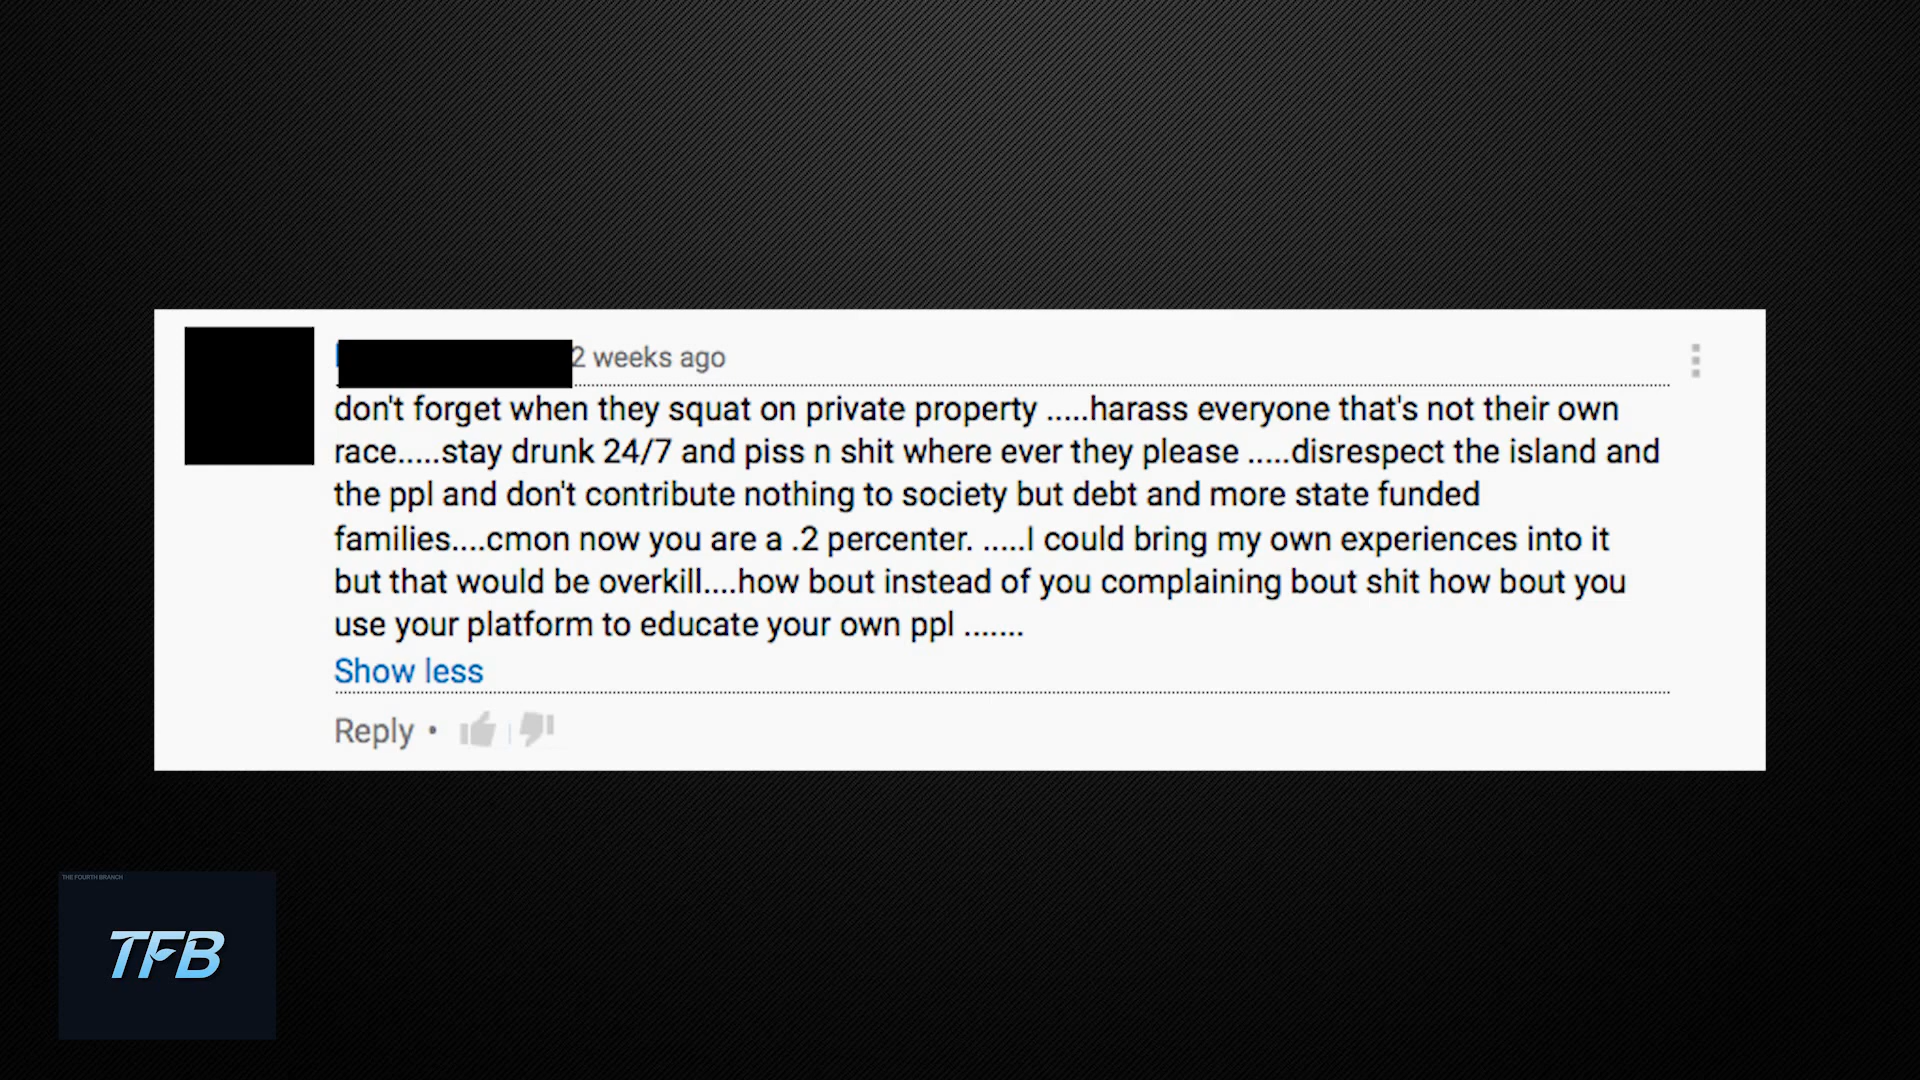 2 weeks ago
don't forget when they squat on private property .....harass everyone that's not their own
race.....stay drunk 24/7 and piss n shit where ever they please .....disrespect the island and
the ppl and don't contribute nothing to society but debt and more state funded
families....cmon now you are a .2 percenter. .....I could bring my own experiences into it
but that would be overkill....how bout instead of you complaining bout shit how bout you
use your platform to educate your own ppl .......
Show less
Reply •
THE FOURTH BRANCH
TFB